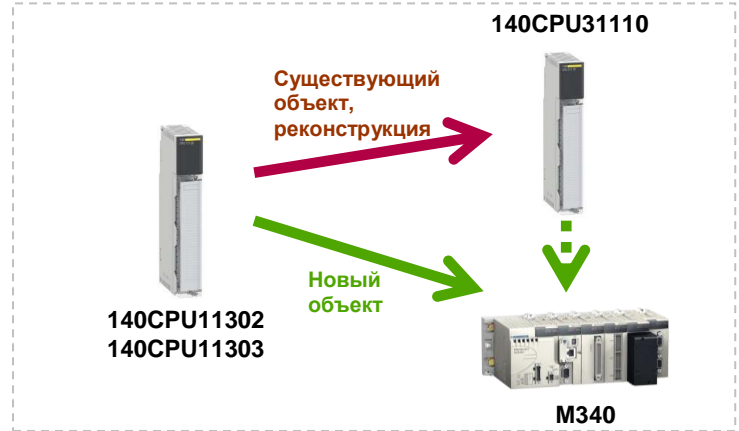 140CPU31110
Существующий
объект,
реконструкция
Новый
объект
140CPU11302
140CPU11303
M340